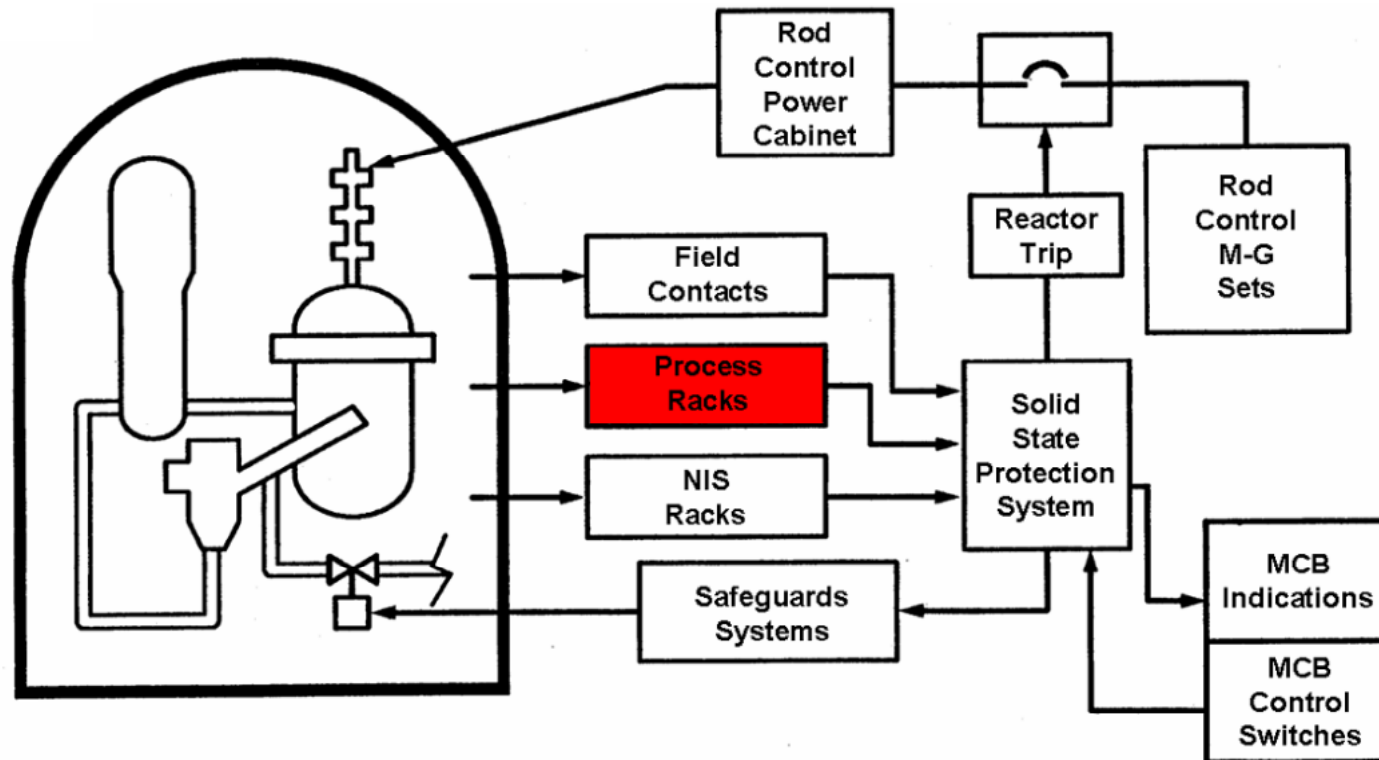 Rod
Control
Power
Cabinet
Rod
Control
M-G
Sets
Reactor
Trip
Field
Contacts
Process
Racks
NIS
Racks
Solid
State
Protection
System
Safeguards
Systems
MCB
Indications
MCB
Control
Switches